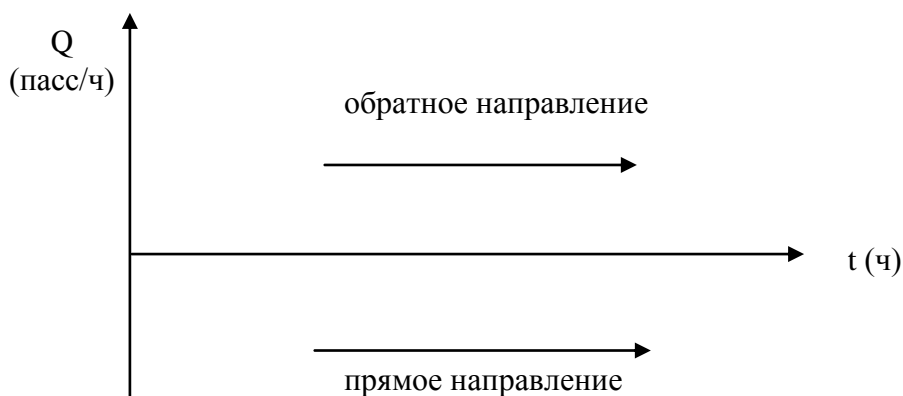 Q
(пасс/ч)
обратное направление
t (ч)
прямое направление